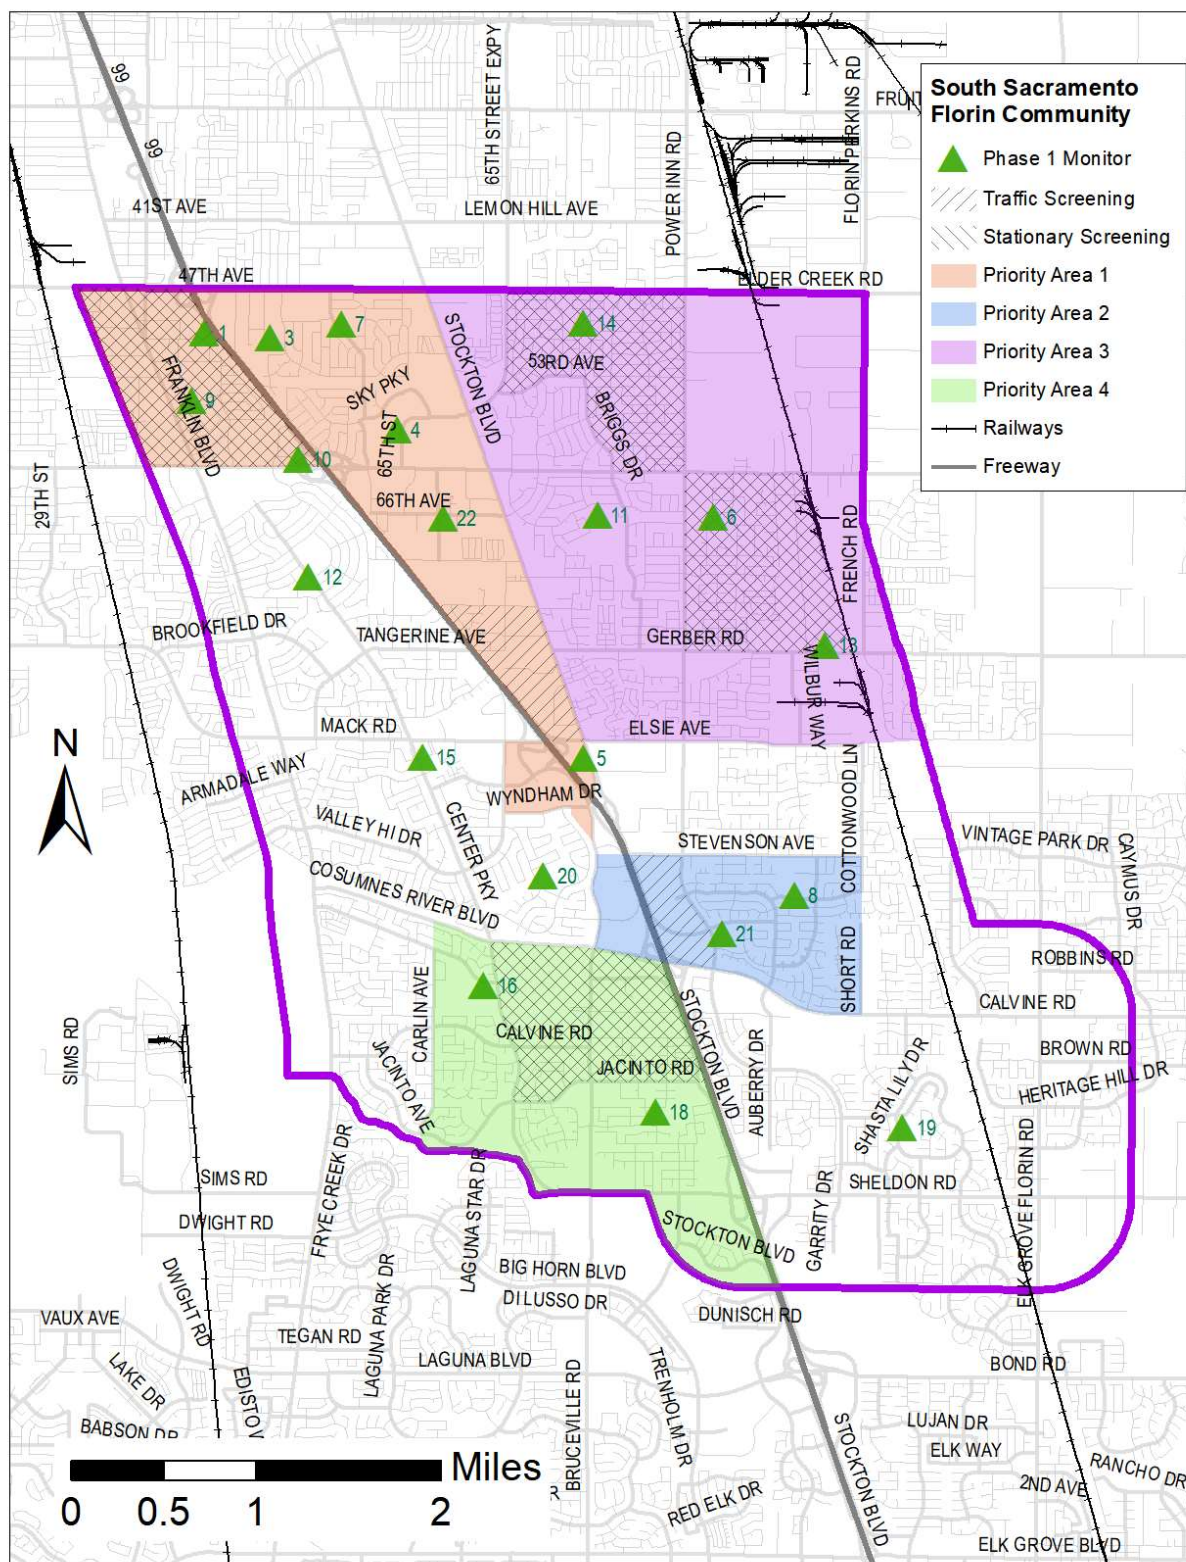 99
99
65TH STREET EXPY
POWER INN RD
FLORIN PERKINS RD
FRUIT
South Sacramento
Florin Community
Phase 1 Monitor
Traffic Screening
Stationary Screening
Priority Area 1
Priority Area 2
Priority Area 3
Priority Area 4
Railways
Freeway
41ST AVE
LEMON HILL AVE
47TH AVE
ELDER CREEK RD
1
3
7
14
STOCKTON BLVD
53RD AVE
FRANKLIN BLVD
SKY PKY
9
65TH ST
4
BRIGGS DR
10
29TH ST
66TH AVE
22
11
6
FRENCH RD
12
BROOKFIELD DR
TANGERINE AVE
GERBER RD
13
WILBUR WAY
MACK RD
ELSIE AVE
N
15
5
ARMADALE WAY
WYNDHAM DR
COTTONWOOD LN
VALLEY HI DR
CENTER PKY
STEVENSON AVE
VINTAGE PARK DR
CAYMUS DR
COSUMNES RIVER BLVD
20
8
21
SHORT RD
ROBBINS RD
CARLIN AVE
16
STOCKTON BLVD
CALVINE RD
CALVINE RD
SIMS RD
JACINTO AVE
JACINTO RD
AUBERRY DR
SHASTA LILY DR
BROWN RD
HERITAGE HILL DR
18
19
FRYE CREEK DR
LAGUNA STAR DR
SIMS RD
SHELDON RD
ELK GROVE FLORIN RD
DWIGHT RD
STOCKTON BLVD
GARRITY DR
DWIGHT RD
LAGUNA PARK DR
BIG HORN BLVD
DI LUSSO DR
DUNISCH RD
VAUX AVE
TEGAN RD
LAGUNA BLVD
BOND RD
LAKE DR
EDISTO W
BRUCEVILLE RD
TRENHOLM DR
STOCKTON BLVD
LUJAN DR
BABSON DR
ELK WAY
RANCHO DR
Miles
2ND AVE
0 0.5 1 2
RED ELK DR
ELK GROVE BLVD